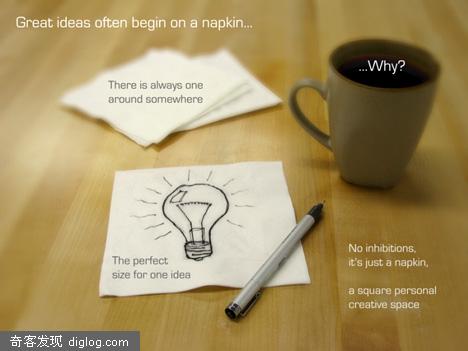 Great ideas often begin on a napkin...
...Why?
There is always one
around somewhere
The perfect
size for one idea
No inhibitions,
it's just a napkin,
a square personal
creative space
奇客发现 diglog.com